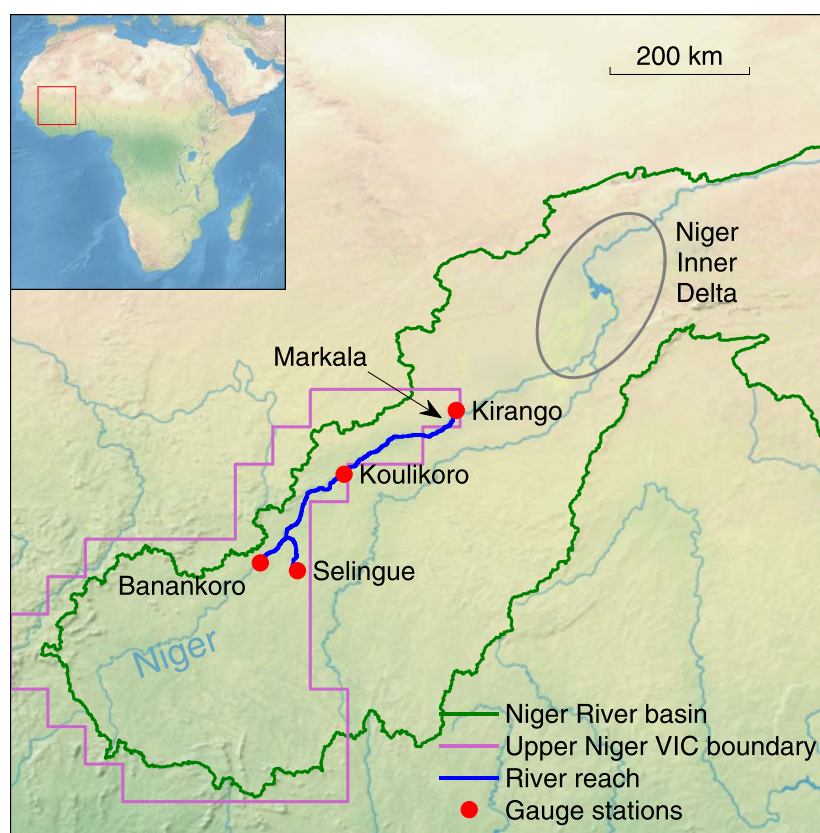 200 km
Niger
Inner
Delta
Markala
Kirango
Koulikoro
Banankoro
Selingue
Niger
Niger River basin
Upper Niger VIC boundary
River reach
Gauge stations